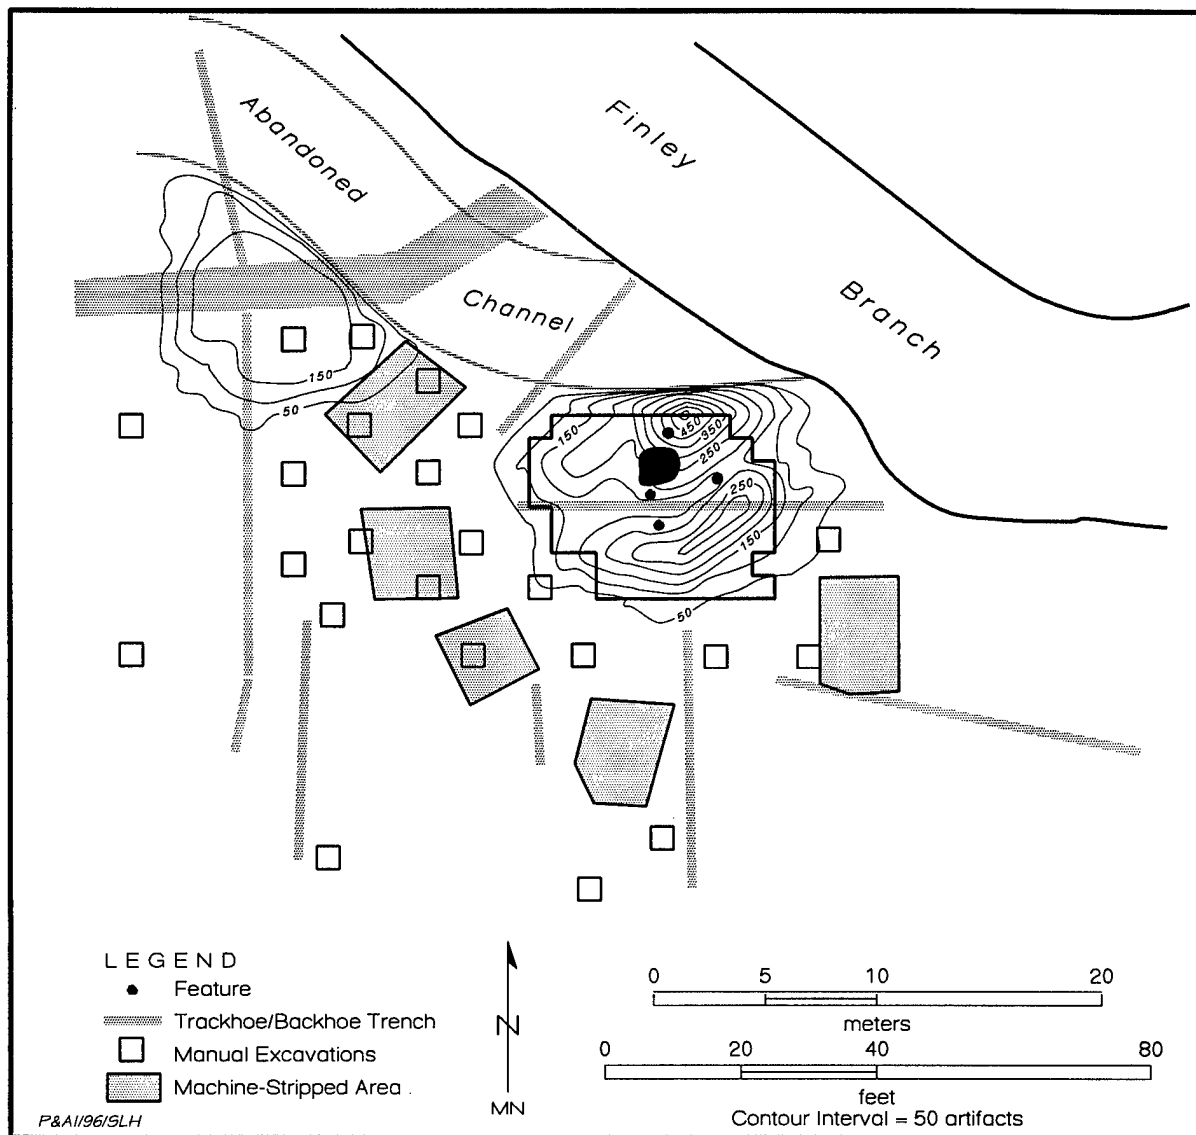 Abandoned
Finley
Channel
Branch
150
50
150
450
350
250
250
150
50
LEGEND
Feature
Trackhoe/Backhoe Trench
Manual Excavations
Machine-Stripped Area
N
MN
0 5 10 20
meters
0 20 40 80
feet
Contour Interval = 50 artifacts
P&AI/96/SLH